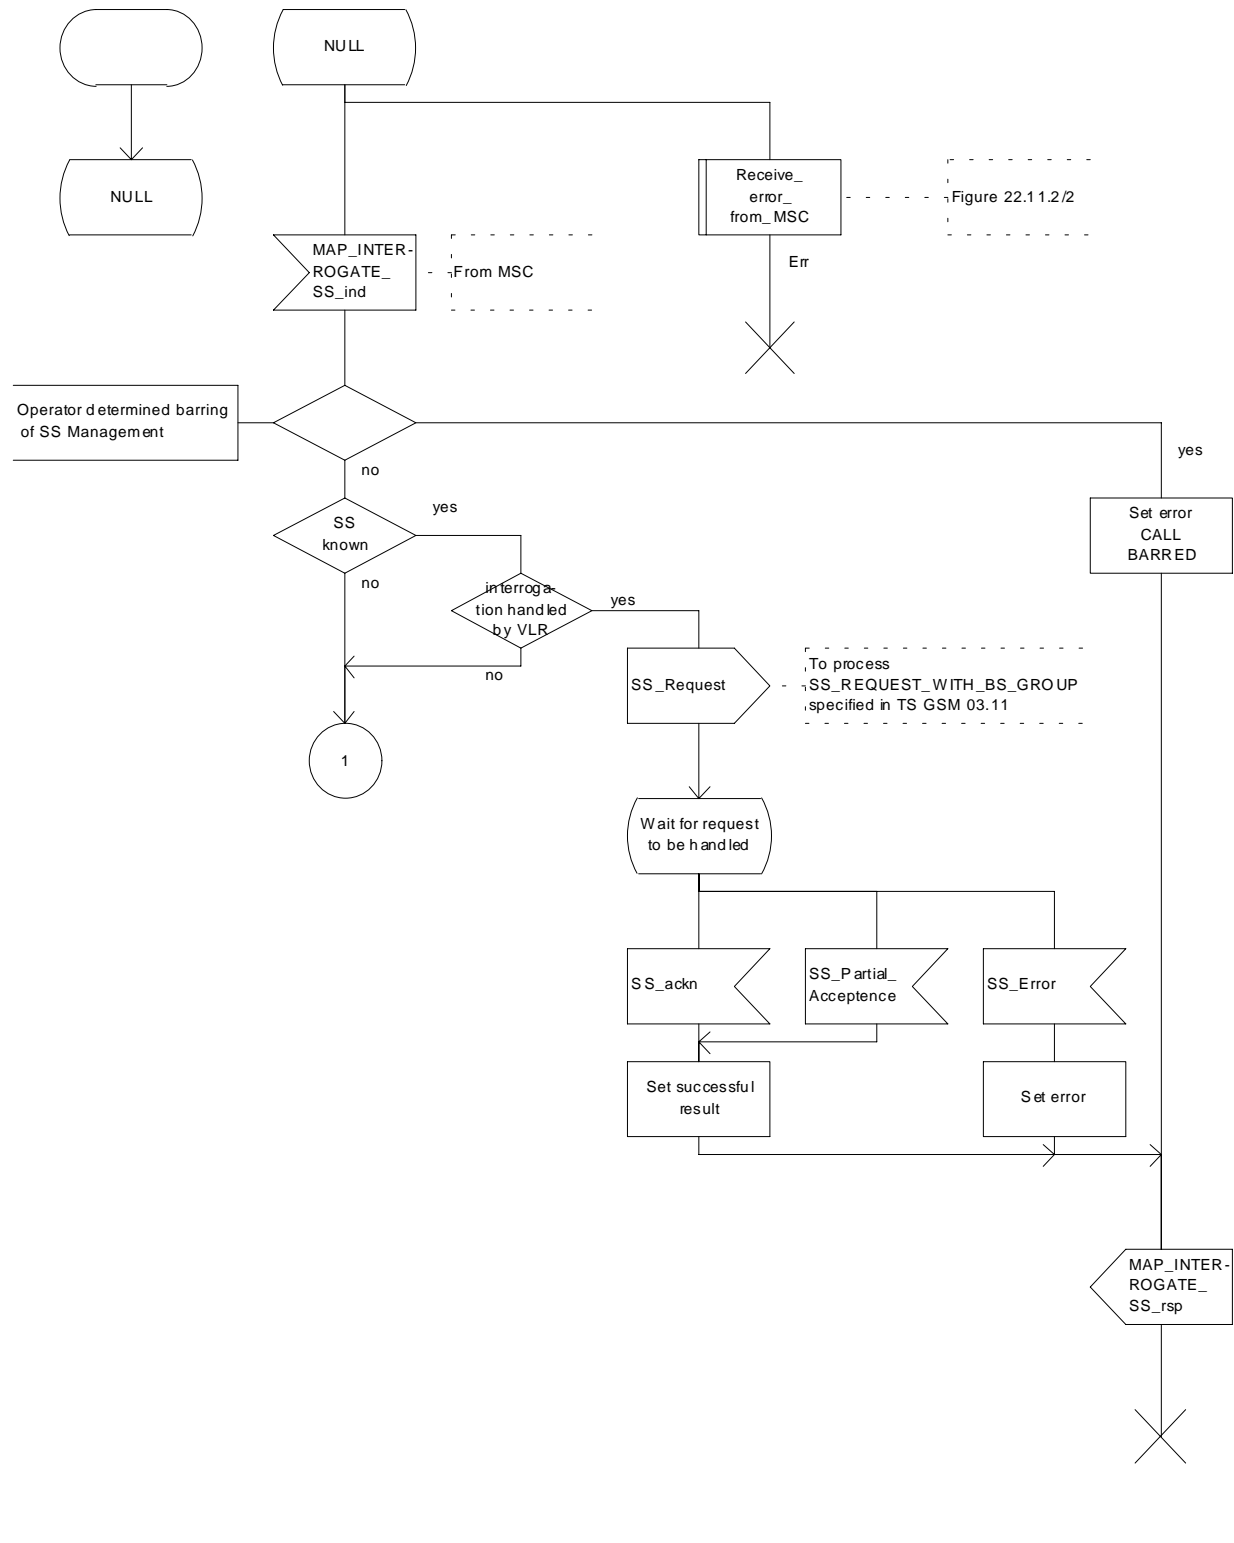 NULL
NULL
Receive_
error_
from_MSC
Figure 22.11.2/2
MAP_INTER-
ROGATE_
SS_ind
From MSC
Err
Operator determined barring
of SS Management
no
yes
Set error
CALL
BARRED
SS
known
yes
no
interroga-
tion handled
by VLR
yes
no
SS_Request
To process
SS_REQUEST_WITH_BS_GROUP
specified in TS GSM 03.11
1
Wait for request
to be handled
SS_ackn
SS_Partial_
Acceptence
SS_Error
Set successful
result
Set error
MAP_INTER-
ROGATE_
SS_rsp